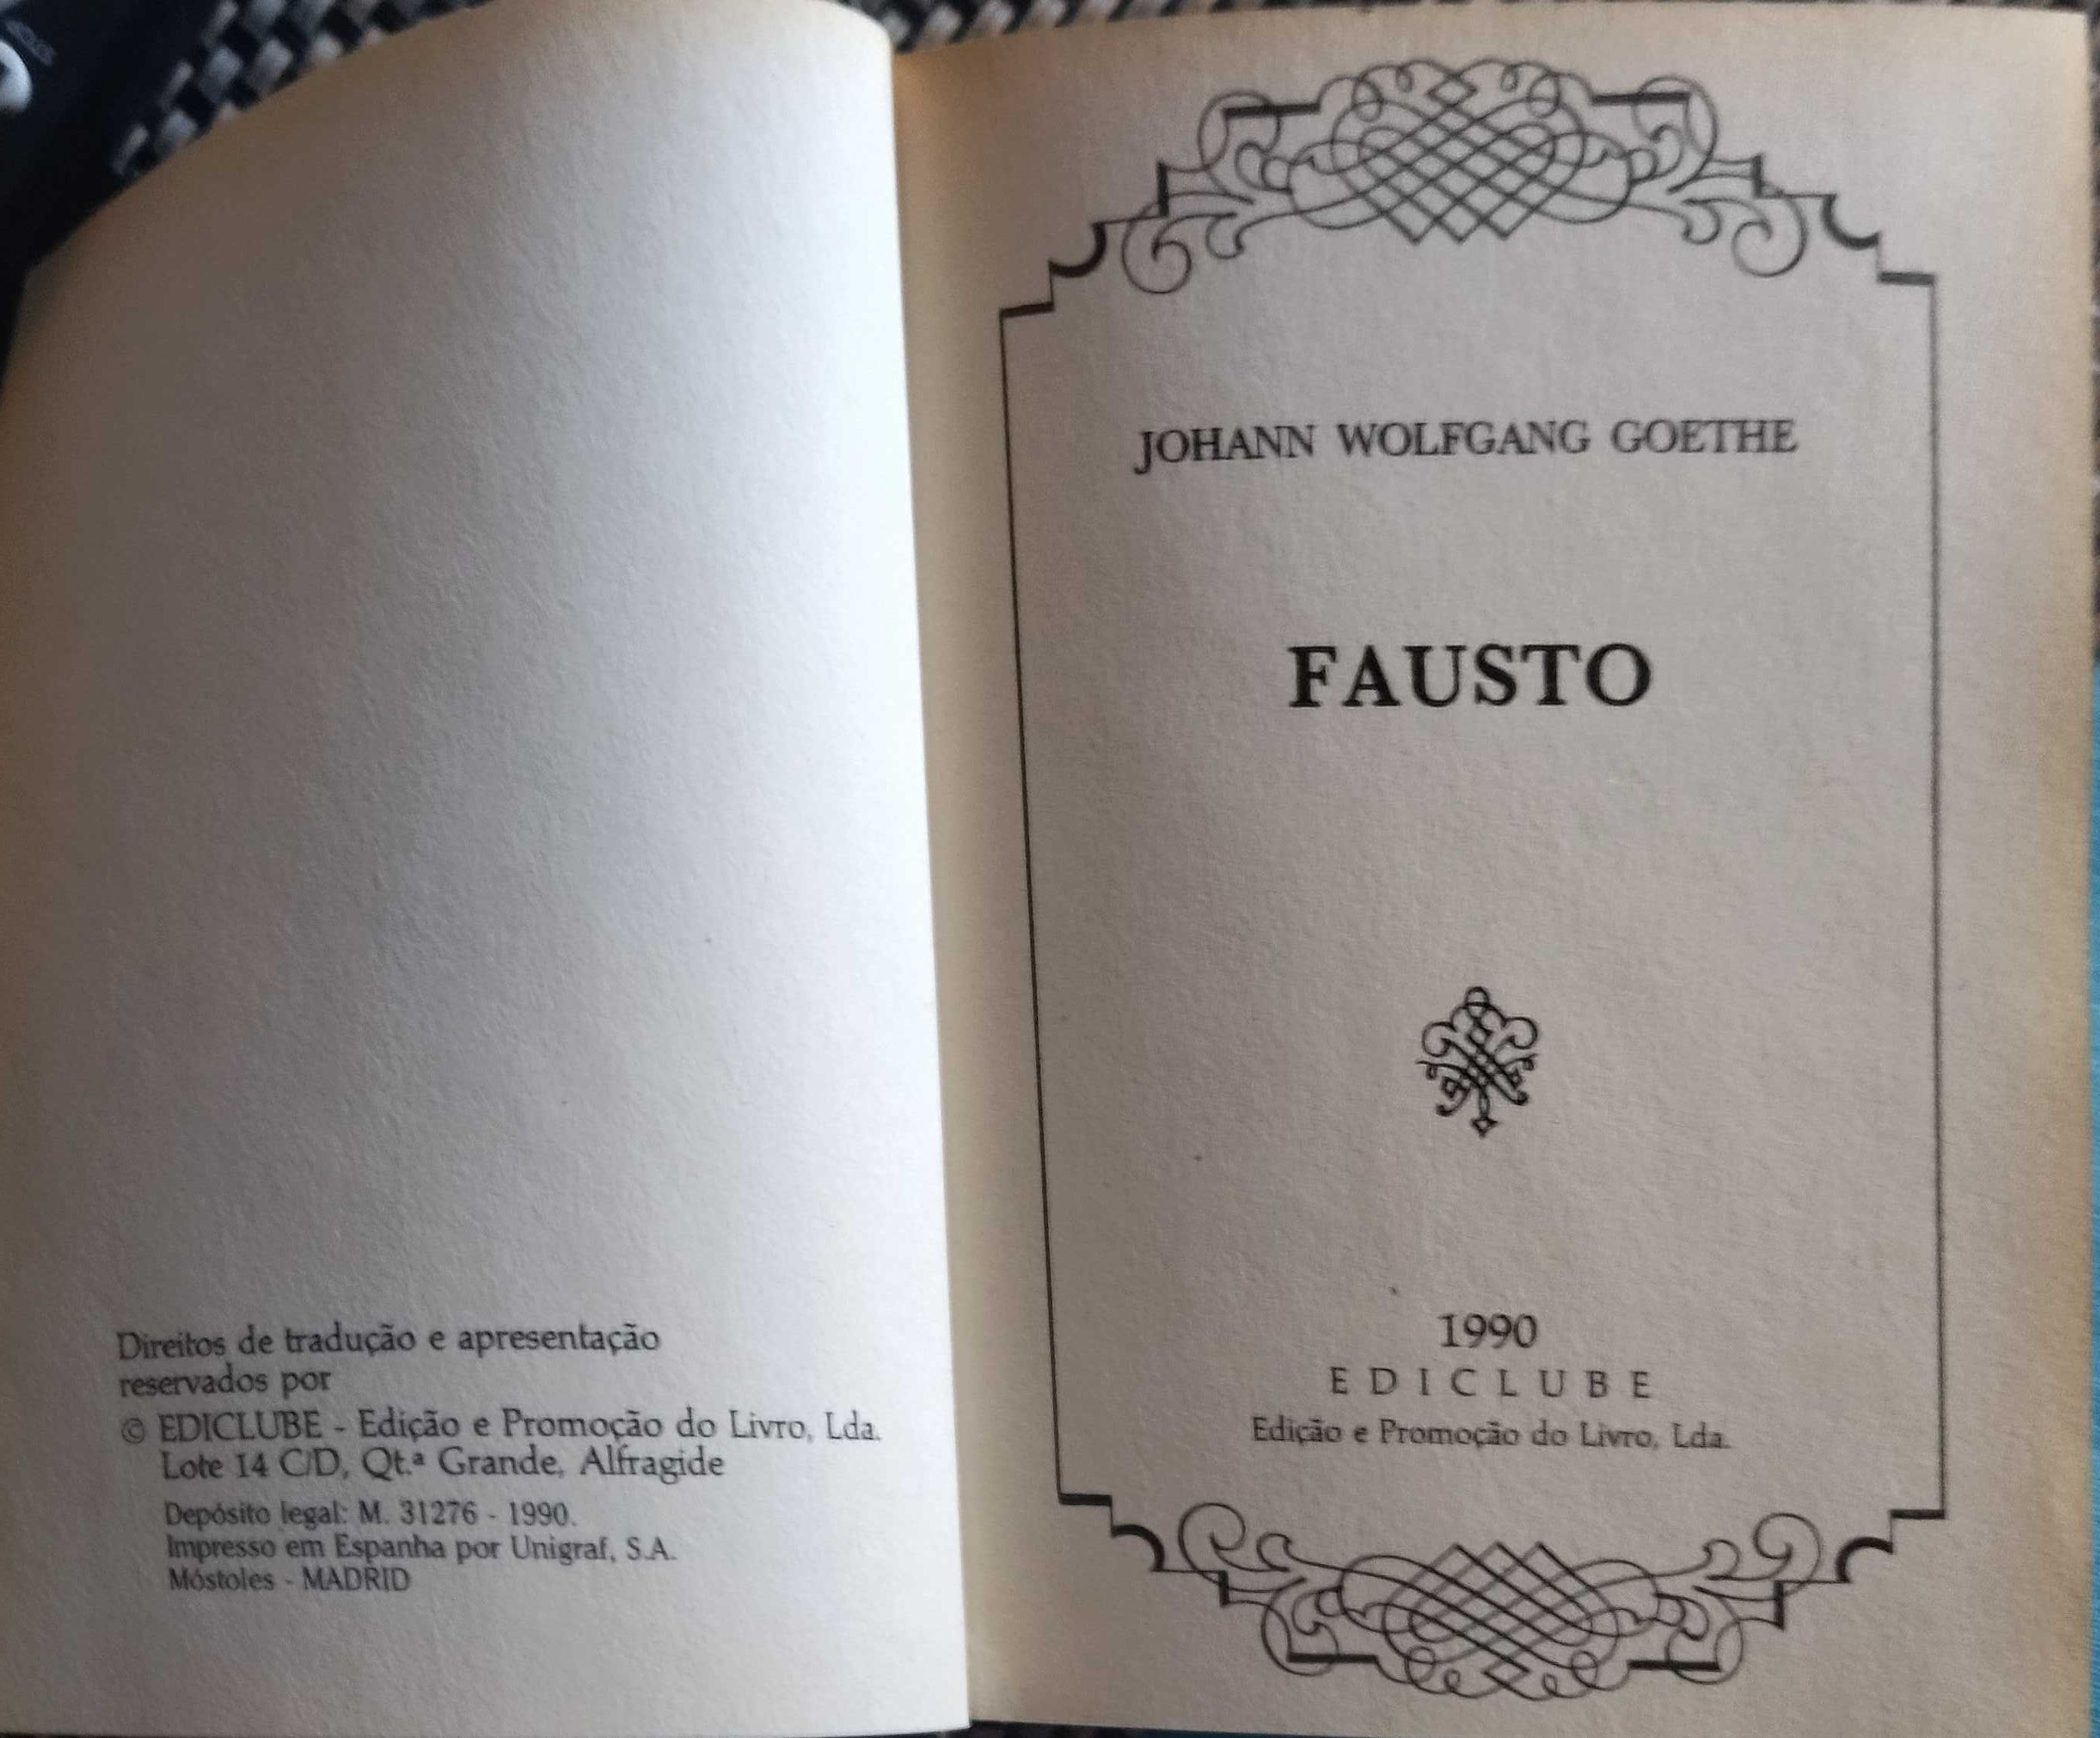 Direitos de tradução e apresentação
reservados por
© EDICLUBE - Edição e Promoção do Livro, Lda.
Lote 14 C/D, Qt.ª Grande, Alfragide
Depósito legal: M. 31276 - 1990.
Impresso em Espanha por Unigraf, S.A.
Móstoles - MADRID
JOHANN WOLFGANG GOETHE
FAUSTO
1990
EDICLUBE
Edição e Promoção do Livro, Lda.